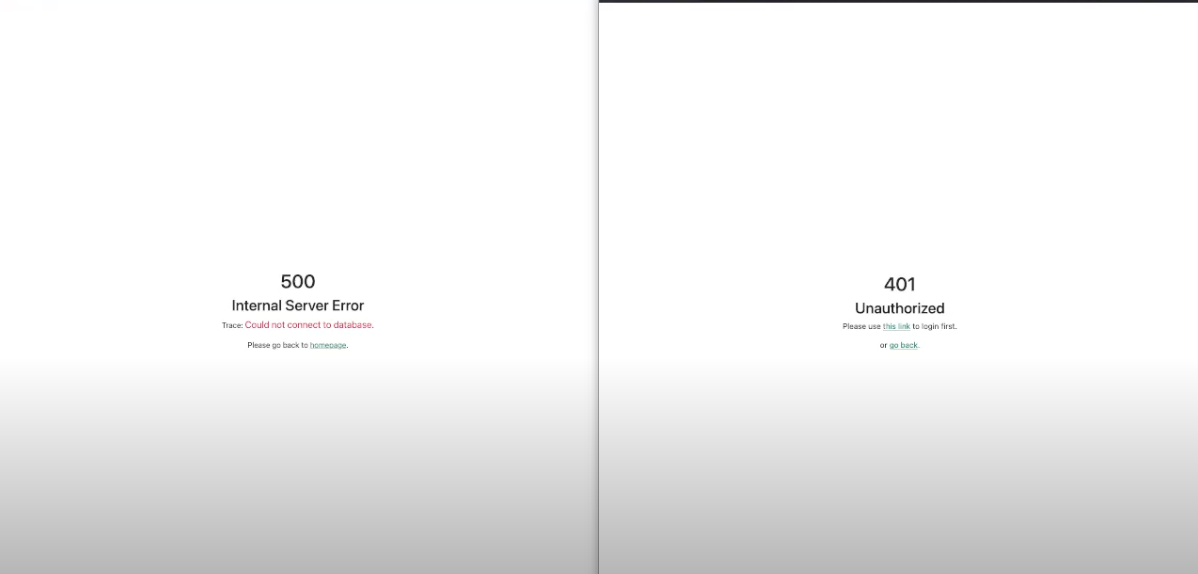 500
Internal Server Error
Trace: Could not connect to database.
Please go back to homepage.
401
Unauthorized
Please use this link to login first.
or go back.